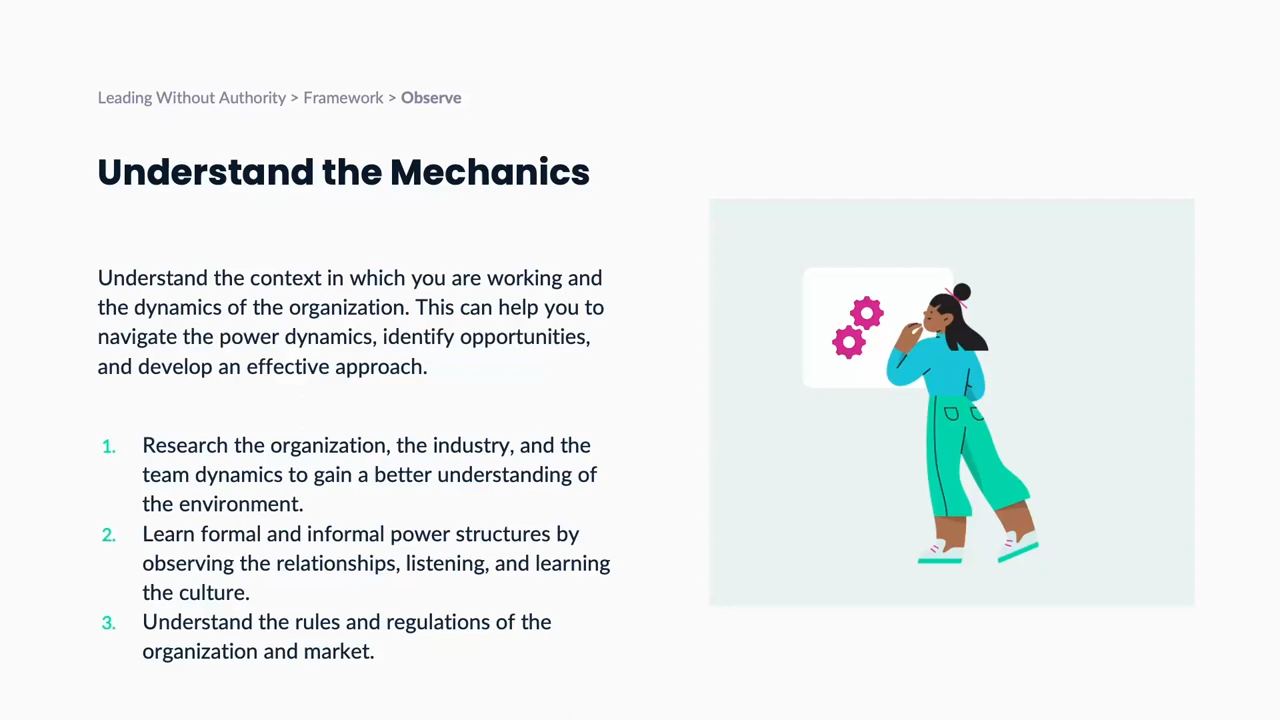 Leading Without Authority > Framework > Observe
Understand the Mechanics
Understand the context in which you are working and
the dynamics of the organization. This can help you to
navigate the power dynamics, identify opportunities,
and develop an effective approach.
1. Research the organization, the industry, and the
team dynamics to gain a better understanding of
the environment.
2. Learn formal and informal power structures by
observing the relationships, listening, and learning
the culture.
3. Understand the rules and regulations of the
organization and market.